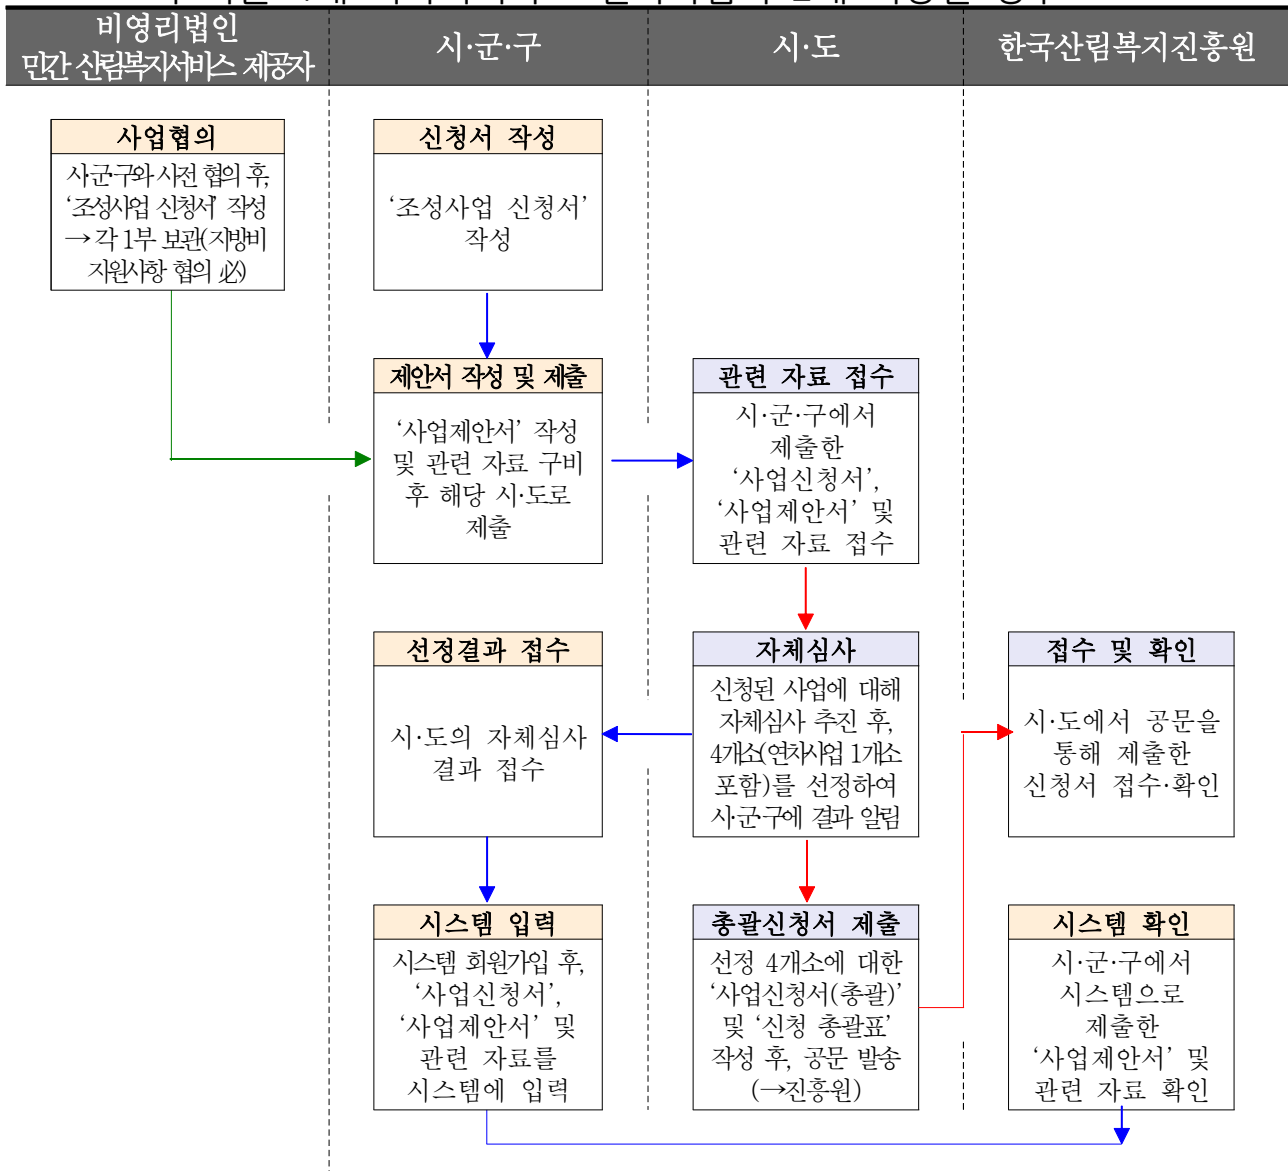 비영리법인
민간 산림복지서비스 제공자
시·군·구
시·도
한국산림복지진흥원
사업협의
시군구와 사전 협의 후,
‘조성사업 신청서’ 작성
→각 1부 보관(지방비
지원사항 협의 必)
신청서 작성
‘조성사업 신청서’
작성
제안서 작성 및 제출
‘사업제안서’ 작성
및 관련 자료 구비
후 해당 시·도로
제출
관련 자료 접수
시·군·구에서
제출한
‘사업신청서’,
‘사업제안서’ 및
관련 자료 접수
선정결과 접수
시·도의 자체심사
결과 접수
자체심사
신청된 사업에 대해
자체심사 추진 후,
4개소(연차사업 1개소
포함)를 선정하여
시·군·구에 결과 알림
접수 및 확인
시·도에서 공문을
통해 제출한
신청서 접수·확인
시스템 입력
시스템 회원가입 후,
‘사업신청서’,
‘사업제안서’ 및
관련 자료를
시스템에 입력
총괄신청서 제출
선정 4개소에 대한
‘사업신청서(총괄)’
및 ‘신청 총괄표’
작성 후, 공문 발송
(→진흥원)
시스템 확인
시·군·구에서
시스템으로
제출한
‘사업제안서’ 및
관련 자료 확인